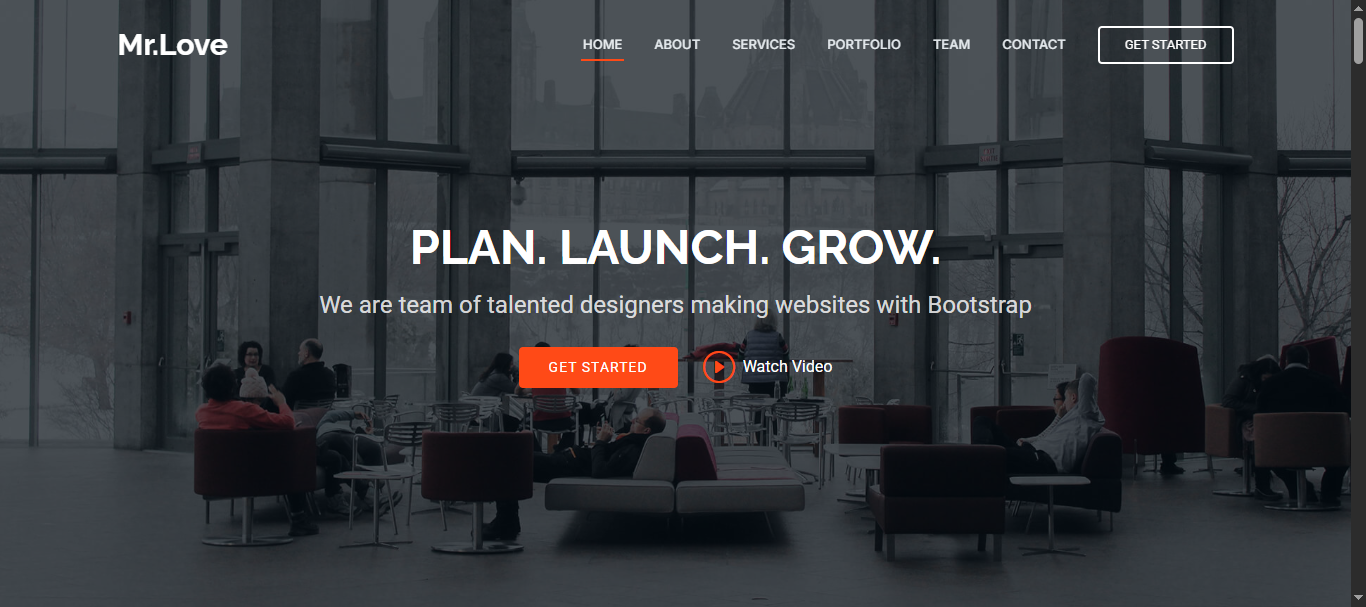 Mr.Love
HOME ABOUT SERVICES PORTFOLIO TEAM CONTACT GET STARTED
PLAN. LAUNCH. GROW.
We are team of talented designers making websites with Bootstrap
GET STARTED Watch Video